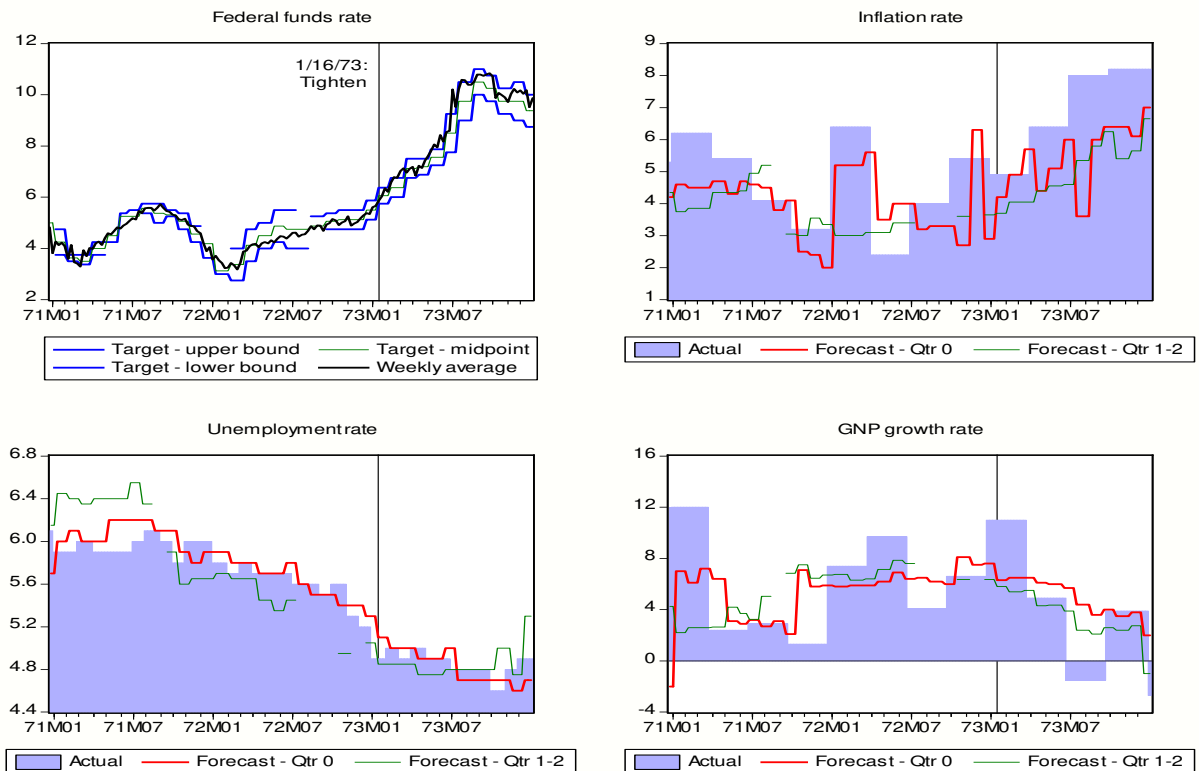 Federal funds rate
12
10
8
6
4
2
1/16/73:
Tighten
71M01 71M07 72M01 72M07 73M01 73M07
Target - upper bound Target - midpoint
Target - lower bound Weekly average
Inflation rate
9
8
7
6
5
4
3
2
1
71M01 71M07 72M01 72M07 73M01 73M07
Actual Forecast - Qtr 0 Forecast - Qtr 1-2
Unemployment rate
6.8
6.4
6.0
5.6
5.2
4.8
4.4
71M01 71M07 72M01 72M07 73M01 73M07
Actual Forecast - Qtr 0 Forecast - Qtr 1-2
GNP growth rate
16
12
8
4
0
-4
71M01 71M07 72M01 72M07 73M01 73M07
Actual Forecast - Qtr 0 Forecast - Qtr 1-2